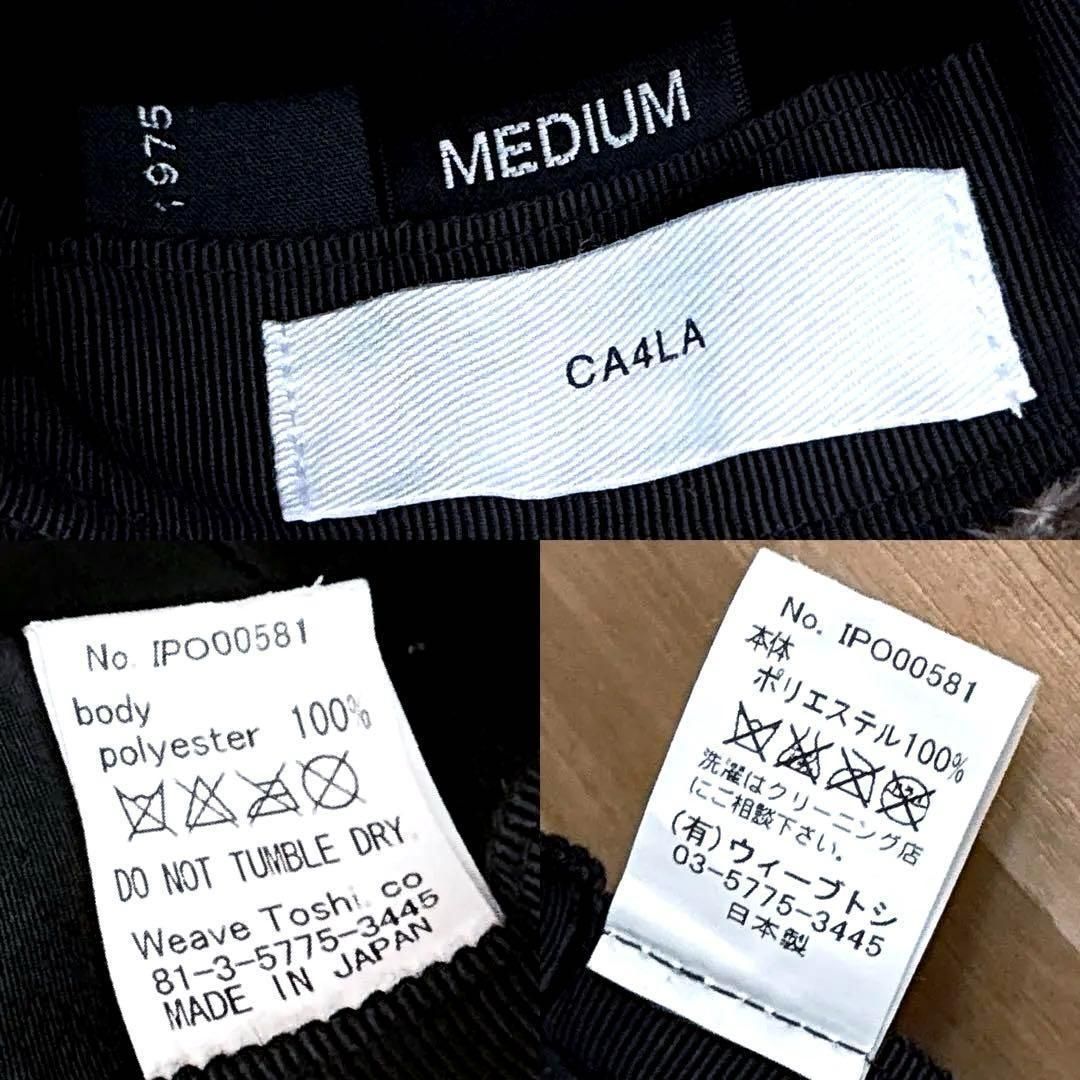 1975
MEDIUM
CA4LA
No. IPO00581
body
polyester 100%
DO NOT TUMBLE DRY.
Weave Toshi. co
81-3-5775-3445
MADE IN JAPAN
No. IPO00581
本体
ポリエステル100%
洗濯はクリーニング店
にご相談下さい。
(有)ウィーブトシ
03-5775-3445
日本製